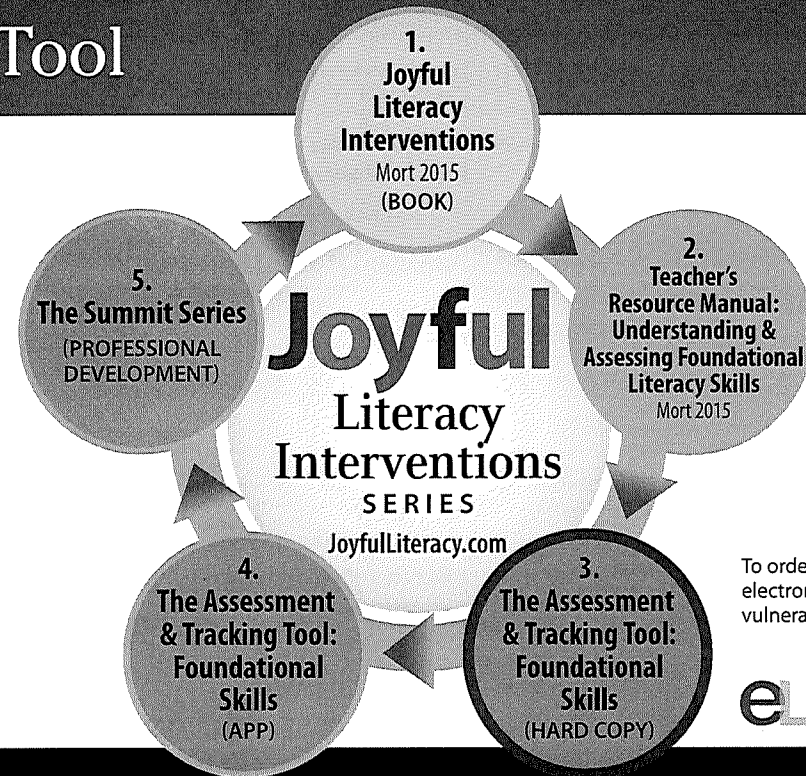 Tool
1.
Joyful
Literacy
Interventions
Mort 2015
(BOOK)
2.
Teacher's
Resource Manual:
Understanding &
Assessing Foundational
Literacy Skills
Mort 2015
3.
The Assessment
& Tracking Tool:
Foundational
Skills
(HARD COPY)
4.
The Assessment
& Tracking Tool:
Foundational
Skills
(APP)
5.
The Summit Series
(PROFESSIONAL
DEVELOPMENT)
Joyful
Literacy
Interventions
SERIES
JoyfulLiteracy.com
To orde
electron
vulnera
eL